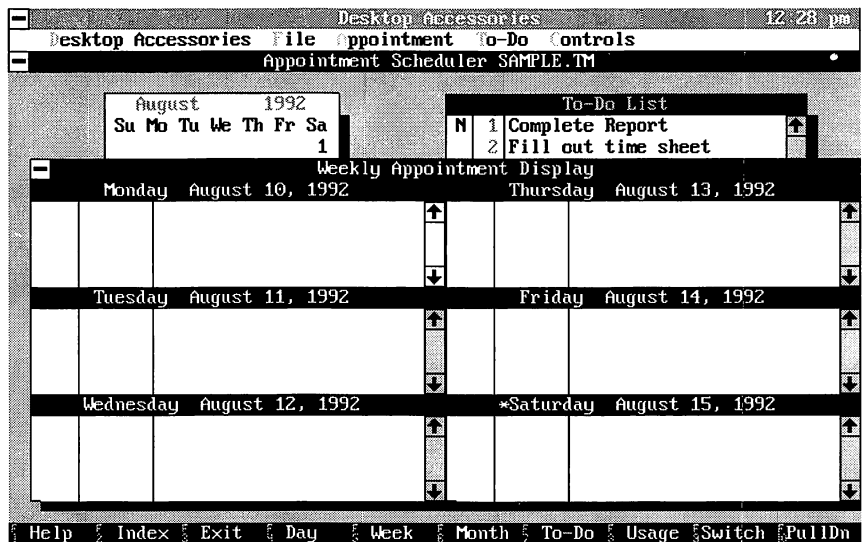 Desktop Accessories 12:28 pm
Desktop Accessories File Appointment To-Do Controls
Appointment Scheduler SAMPLE.TM
August 1992
Su Mo Tu We Th Fr Sa
1
To-Do List
N 1 Complete Report
2 Fill out time sheet
Weekly Appointment Display
Monday August 10, 1992
Thursday August 13, 1992
Tuesday August 11, 1992
Friday August 14, 1992
Wednesday August 12, 1992
*Saturday August 15, 1992
Help Index Exit Day Week Month To-Do Usage Switch PullDn